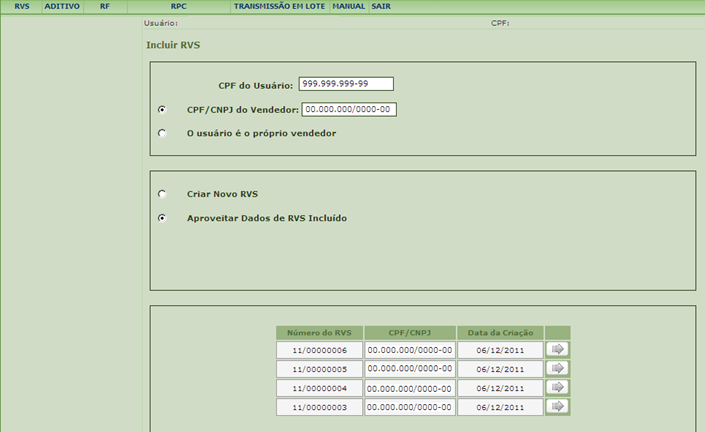 RVS ADITIVO RF RPC TRANSMISSÃO EM LOTE MANUAL SAIR
Usuário: CPF:
Incluir RVS
CPF do Usuário: 999.999.999-99
CPF/CNPJ do Vendedor: 00.000.000/0000-00
O usuário é o próprio vendedor
Criar Novo RVS
Aproveitar Dados de RVS Incluído
Número do RVS CPF/CNPJ Data da Criação
11/00000006 00.000.000/0000-00 06/12/2011
11/00000005 00.000.000/0000-00 06/12/2011
11/00000004 00.000.000/0000-00 06/12/2011
11/00000003 00.000.000/0000-00 06/12/2011